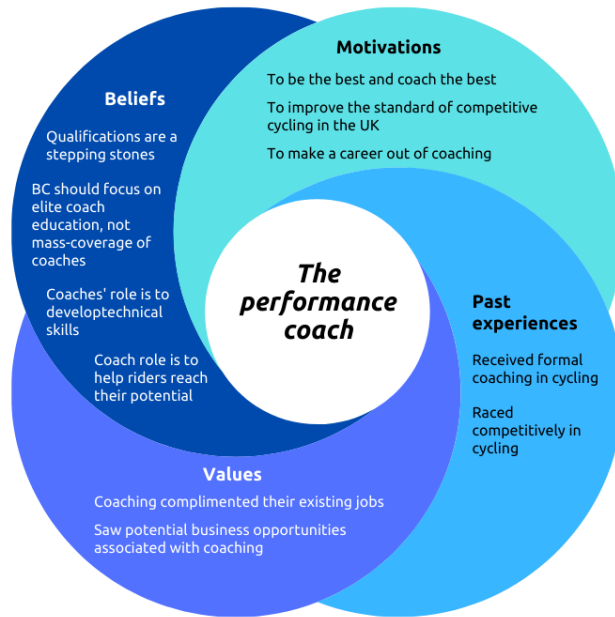 Motivations
To be the best and coach the best
To improve the standard of competitive
cycling in the UK
To make a career out of coaching
Beliefs
Qualifications are a
stepping stones
BC should focus on
elite coach
education, not
mass-coverage of
coaches
Coaches' role is to
developtechnical
skills
Coach role is to
help riders reach
their potential
The
performance
coach
Past
experiences
Received formal
coaching in cycling
Raced
competitively in
cycling
Values
Coaching complimented their existing jobs
Saw potential business opportunities
associated with coaching